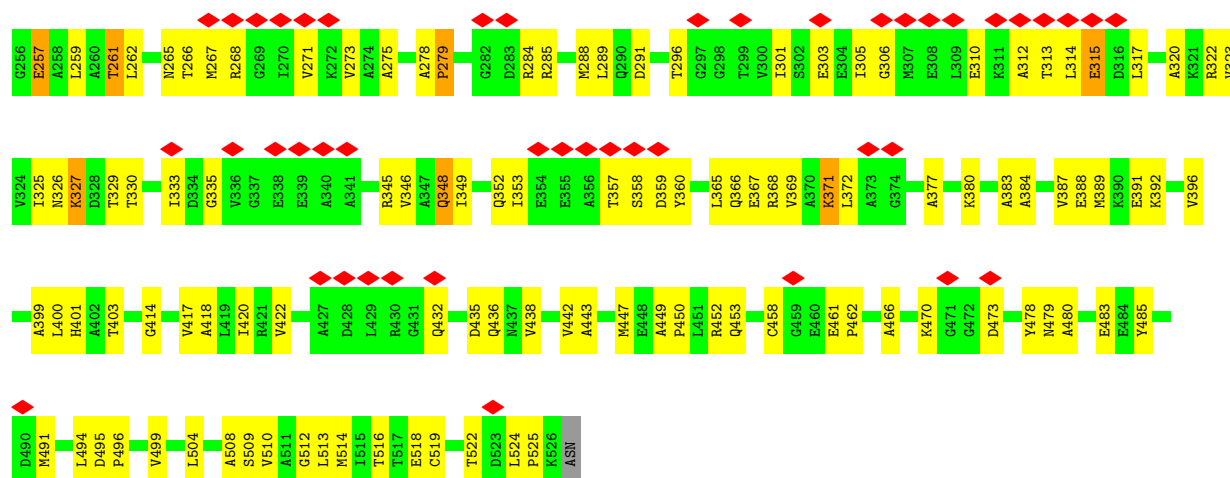 G256 E257 A258 L259 A260 T261 L262 N265 T266 M267 R268 G269 I270 V271 K272 V273 A274 A275 A278 P279 G282 D283 R284 R285 M288 L289 Q290 D291 T296 G297 G298 T299 V300 I301 S302 E303 E304 I305 G306 M307 E308 L309 E310 K311 A312 T313 L314 E315 D316 L317 A320 K321 R322
V324 I325 N326 K327 D328 T329 T330 I333 D334 G335 V336 G337 E338 E339 A340 A341 R345 V346 A347 Q348 I349 Q352 I353 E354 E355 A356 T357 S358 D359 Y360 L365 Q366 E367 R368 V369 A370 K371 L372 A373 G374 A377 K380 A383 A384 V387 E388 M389 K390 E391 K392 V396
A399 L400 H401 A402 T403 G414 V417 A418 L419 I420 R421 V422 A427 D428 L429 R430 G431 Q432 D435 Q436 N437 V438 V442 A443 M447 E448 A449 P450 L451 R452 Q453 C458 G459 E460 E461 P462 A466 K470 G471 G472 D473 Y478 N479 A480 E483 E484 Y485
D490 M491 L494 D495 P496 V499 L504 A508 S509 V510 A511 G512 L513 M514 I515 T516 T517 E518 C519 T522 D523 L524 P525 K526 ASN